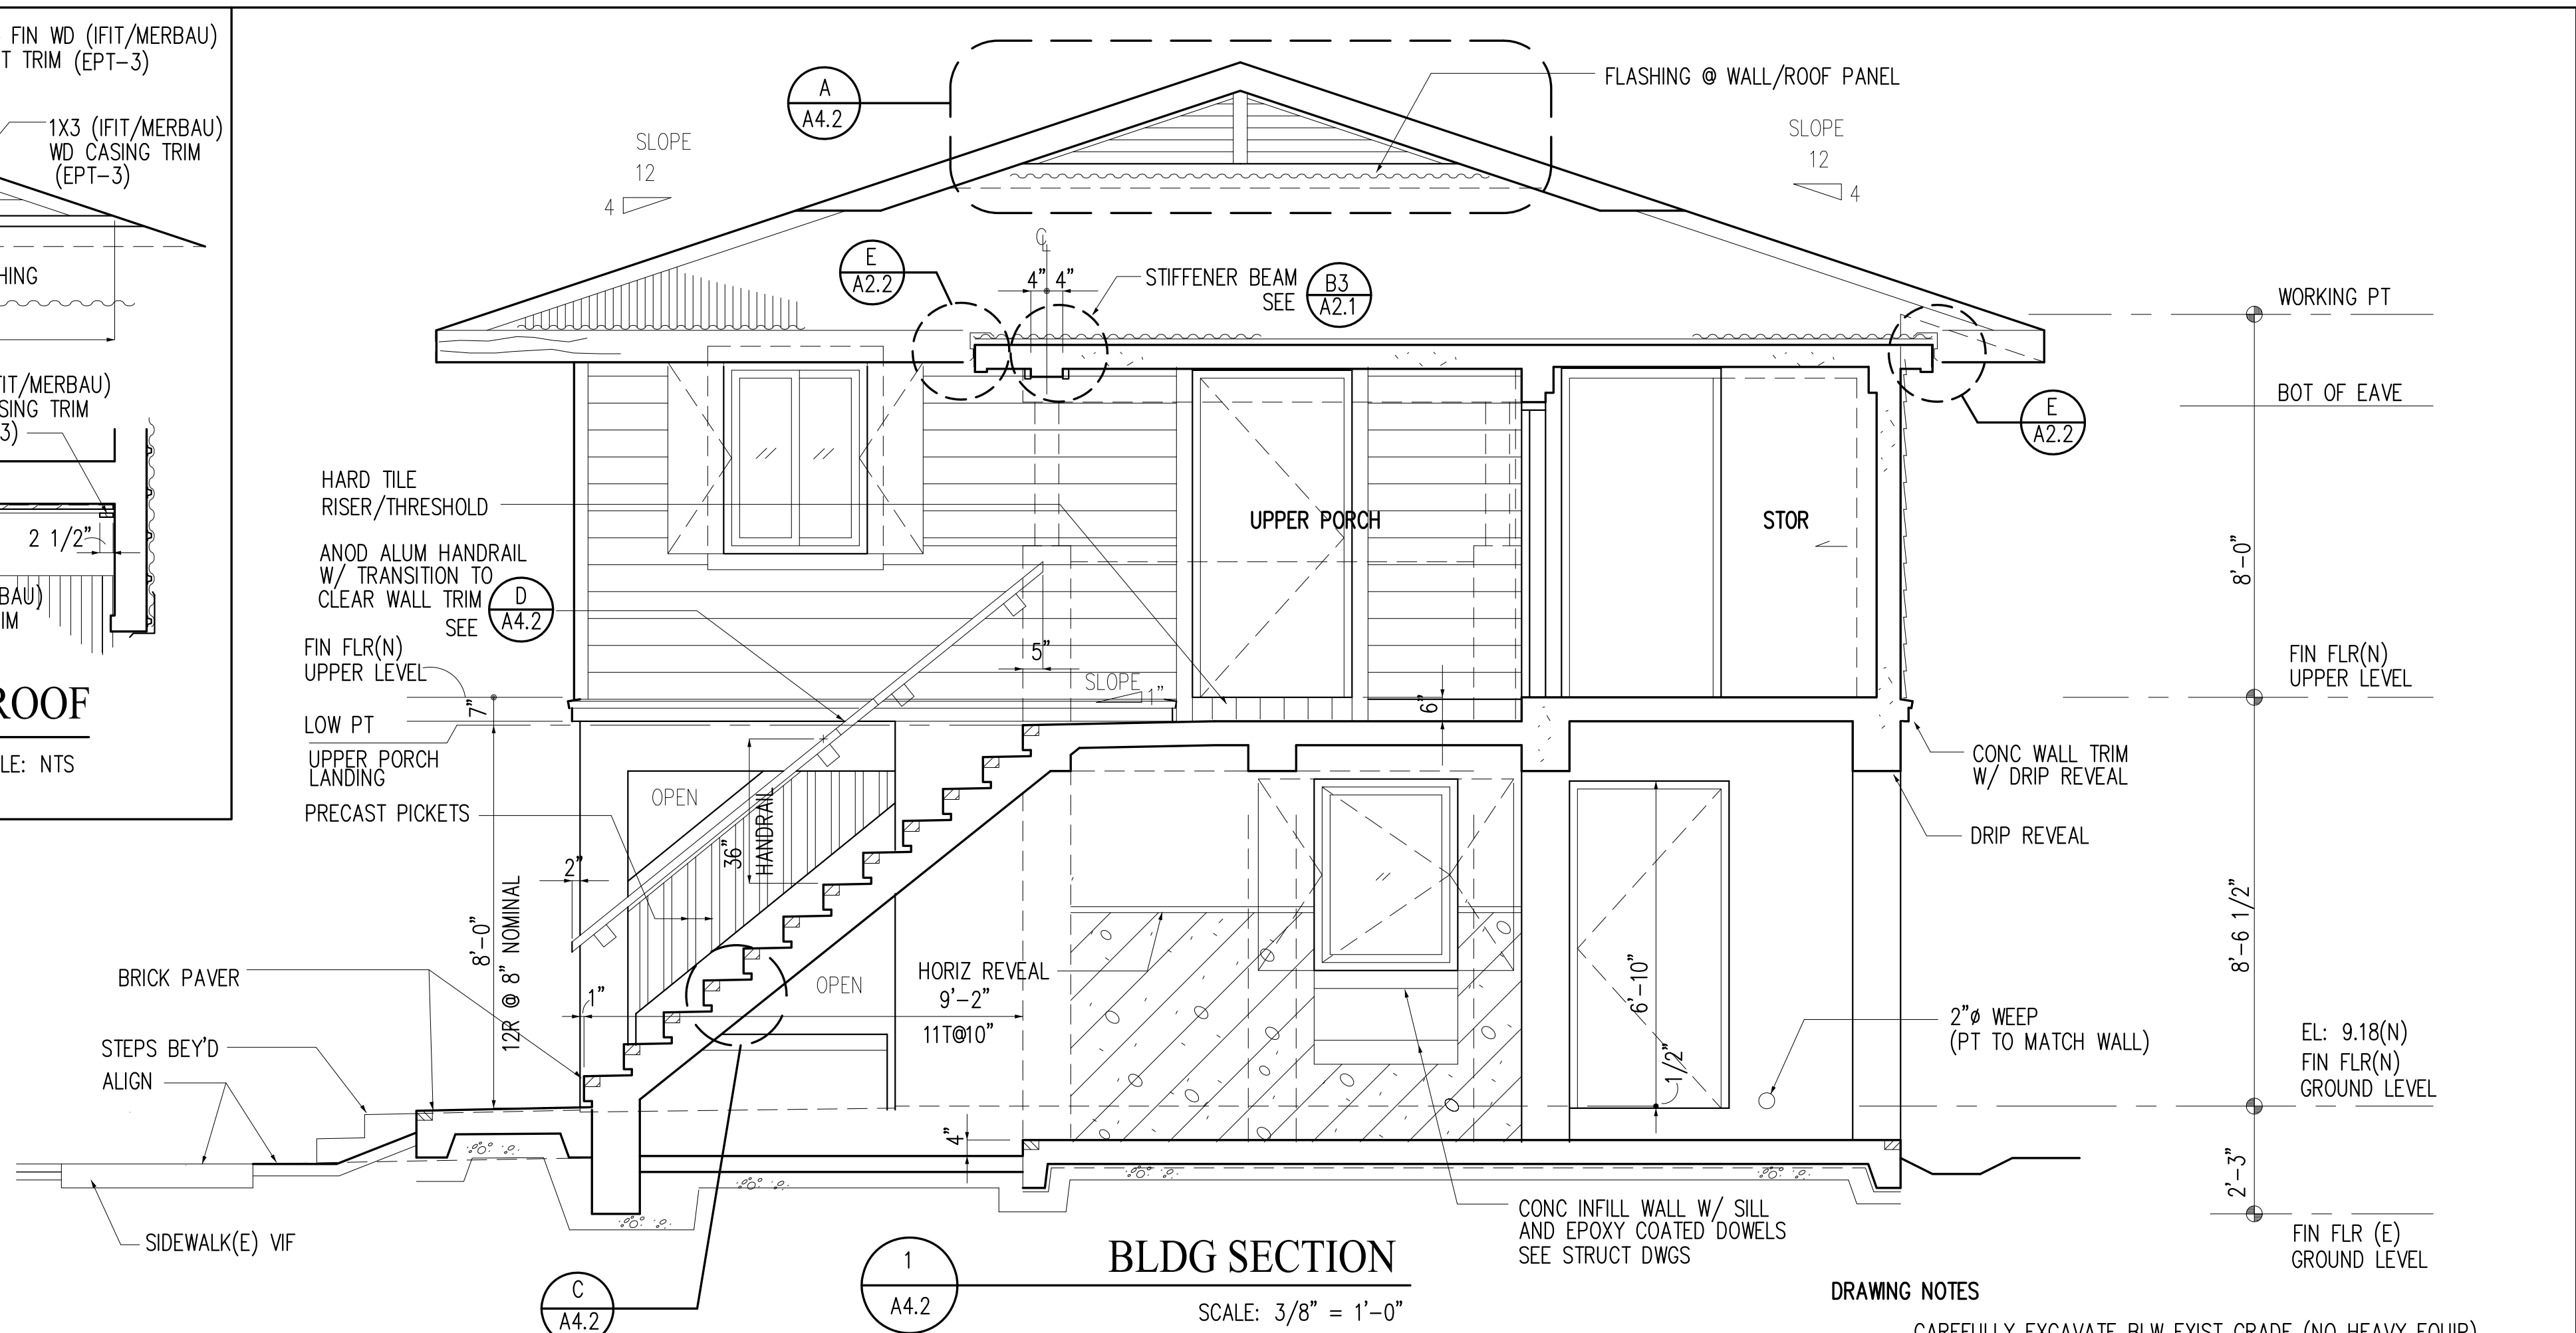 FIN WD (IFIT/MERBAU)
T TRIM (EPT-3)
1X3 (IFIT/MERBAU)
WD CASING TRIM
(EPT-3)
HING
FIT/MERBAU)
SING TRIM
3)
2 1/2"
BAU)
IM
ROOF
LE: NTS
A
A4.2
FLASHING @ WALL/ROOF PANEL
SLOPE
12
4
SLOPE
12
4
℄
E
A2.2
4" 4"
STIFFENER BEAM
SEE
B3
A2.1
WORKING PT
BOT OF EAVE
E
A2.2
HARD TILE
RISER/THRESHOLD
UPPER PORCH
STOR
ANOD ALUM HANDRAIL
W/ TRANSITION TO
CLEAR WALL TRIM
SEE
D
A4.2
8'-0"
FIN FLR(N)
UPPER LEVEL
5"
SLOPE
1"
7"
6"
FIN FLR(N)
UPPER LEVEL
LOW PT
UPPER PORCH
LANDING
CONC WALL TRIM
W/ DRIP REVEAL
PRECAST PICKETS
OPEN
36"
HANDRAIL
DRIP REVEAL
2"
8'-0"
12R @ 8" NOMINAL
8'-6 1/2"
BRICK PAVER
1"
OPEN
HORIZ REVEAL
9'-2"
11T@10"
6'-10"
1/2"
2"ø WEEP
(PT TO MATCH WALL)
STEPS BEY'D
ALIGN
EL: 9.18(N)
FIN FLR(N)
GROUND LEVEL
4"
2'-3"
SIDEWALK(E) VIF
CONC INFILL WALL W/ SILL
AND EPOXY COATED DOWELS
SEE STRUCT DWGS
FIN FLR (E)
GROUND LEVEL
C
A4.2
1
A4.2
BLDG SECTION
SCALE: 3/8" = 1'-0"
DRAWING NOTES
CAREFULLY EXCAVATE BLW EXIST GRADE (NO HEAVY EQUIP)